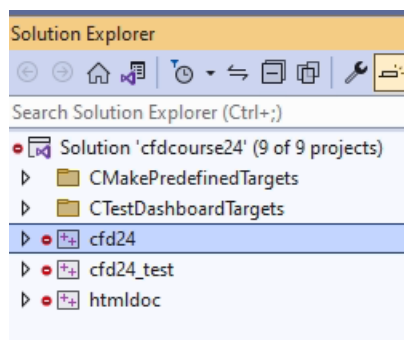 Solution Explorer
Search Solution Explorer (Ctrl+;)
Solution 'cfdcourse24' (9 of 9 projects)
CMakePredefinedTargets
CTestDashboardTargets
cfd24
cfd24_test
htmldoc